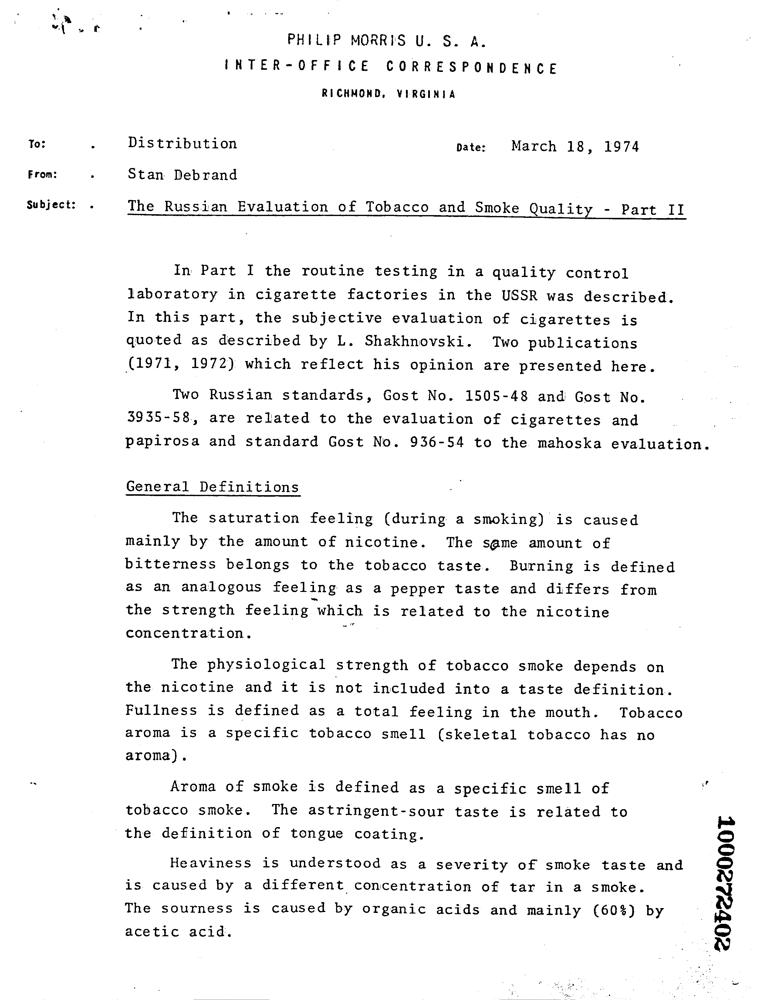 PHILIP MORRIS U. S. A.
INTER-OFFICE CORRESPONDENCE
RICHMOND, VIRGINIA
To: . Distribution Date: March 18, 1974
From: . Stan Debrand
Subject: . The Russian Evaluation of Tobacco and Smoke Quality - Part II
In Part I the routine testing in a quality control
laboratory in cigarette factories in the USSR was described.
In this part, the subjective evaluation of cigarettes is
quoted as described by L. Shakhnovski. Two publications
(1971, 1972) which reflect his opinion are presented here.
Two Russian standards, Gost No. 1505-48 and Gost No.
3935-58, are related to the evaluation of cigarettes and
papirosa and standard Gost No. 936-54 to the mahoska evaluation.
General Definitions
The saturation feeling (during a smoking) is caused
mainly by the amount of nicotine. The same amount of
bitterness belongs to the tobacco taste. Burning is defined
as an analogous feeling as a pepper taste and differs from
the strength feeling which is related to the nicotine
concentration.
The physiological strength of tobacco smoke depends on
the nicotine and it is not included into a taste definition.
Fullness is defined as a total feeling in the mouth. Tobacco
aroma is a specific tobacco smell (skeletal tobacco has no
aroma).
Aroma of smoke is defined as a specific smell of
tobacco smoke. The astringent-sour taste is related to
the definition of tongue coating.
Heaviness is understood as a severity of smoke taste and
is caused by a different concentration of tar in a smoke.
The sourness is caused by organic acids and mainly (60%) by
acetic acid.
1000272402